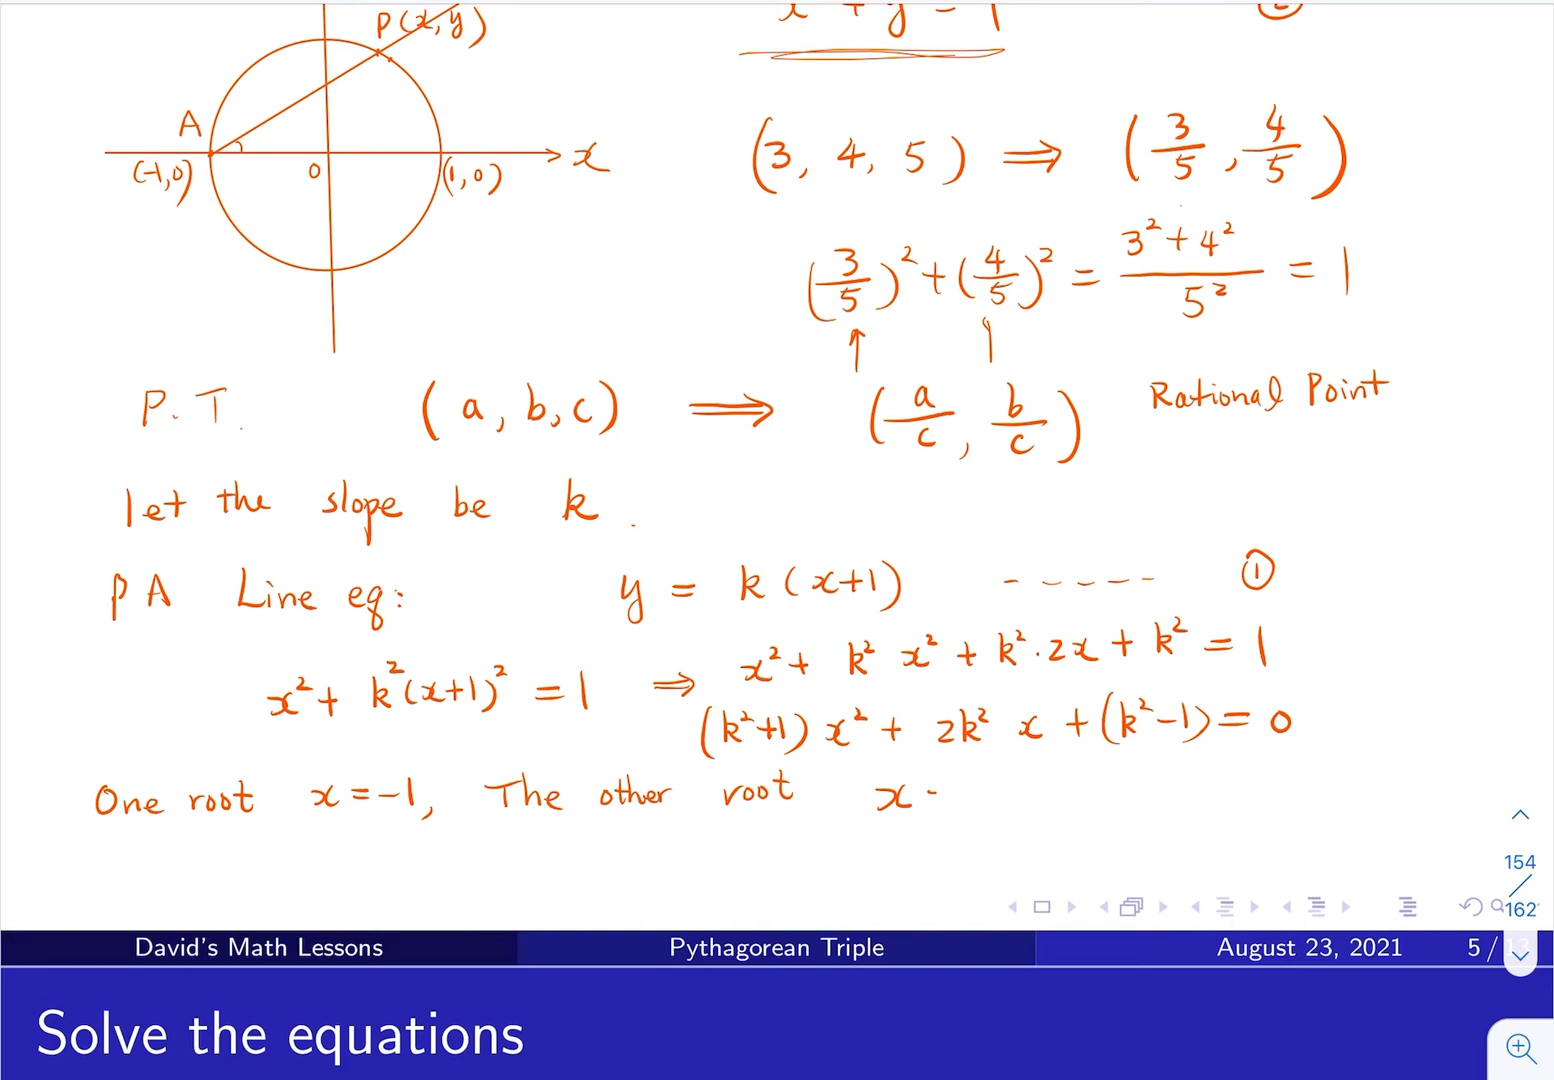 P(x,y)
x + y = 1
②
A
(-1,0)
0
(1,0)
x
(3, 4, 5) ⇒ (3/5, 4/5)
(3/5)² + (4/5)² = (3² + 4²)/5² = 1
P.T. (a, b, c) ⇒ (a/c, b/c) Rational Point
let the slope be k.
PA Line eq: y = k(x+1) ----- ①
x² + k²(x+1)² = 1 ⇒ x² + k² x² + k²·2x + k² = 1
(k²+1) x² + 2k² x + (k²-1) = 0
One root x = -1, The other root x -
154
162
David's Math Lessons Pythagorean Triple August 23, 2021 5 / 13
Solve the equations